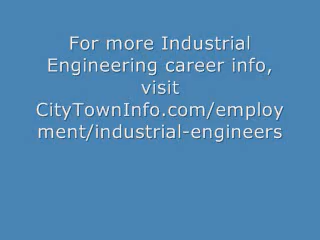 For more Industrial
Engineering career info,
visit
CityTownInfo.com/employ
ment/industrial-engineers